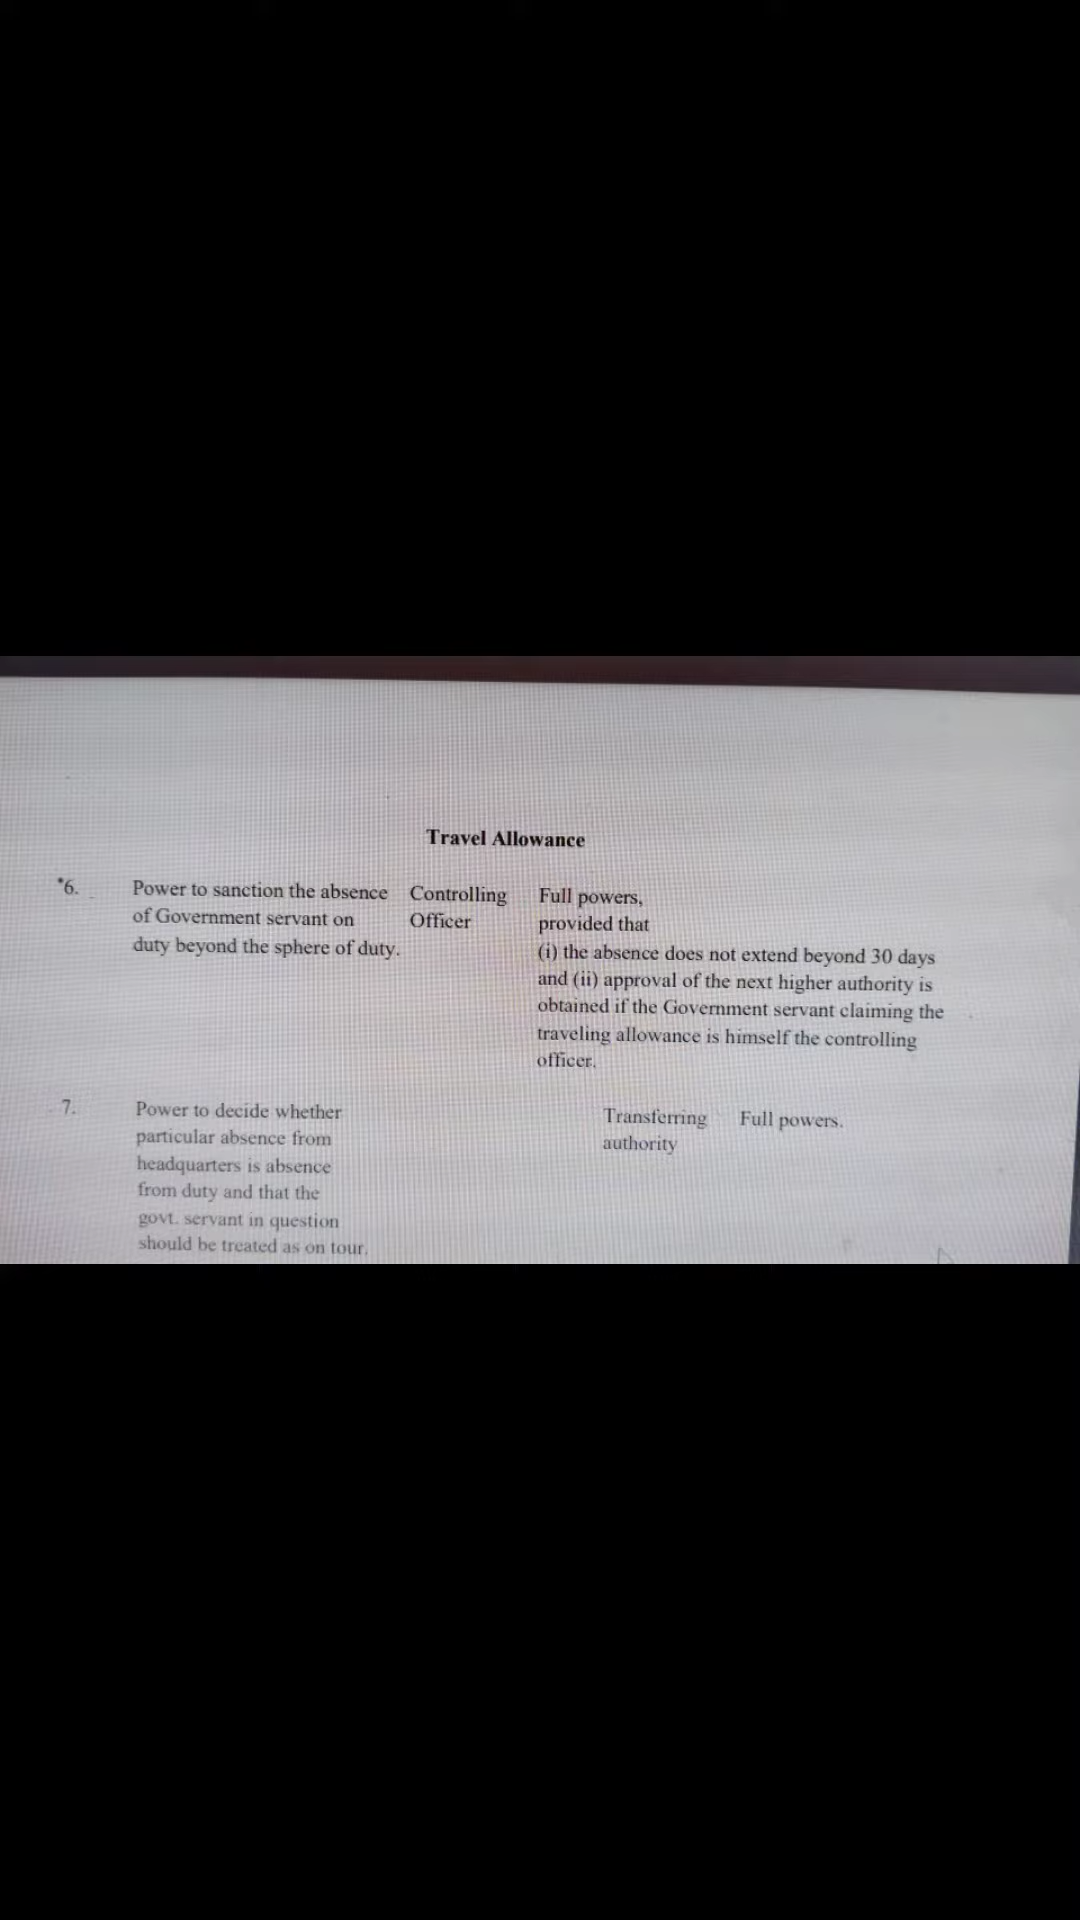 Travel Allowance
*6. Power to sanction the absence Controlling Full powers,
of Government servant on Officer provided that
duty beyond the sphere of duty. (i) the absence does not extend beyond 30 days
and (ii) approval of the next higher authority is
obtained if the Government servant claiming the
traveling allowance is himself the controlling
officer.
7. Power to decide whether Transferring Full powers.
particular absence from authority
headquarters is absence
from duty and that the
govt. servant in question
should be treated as on tour.